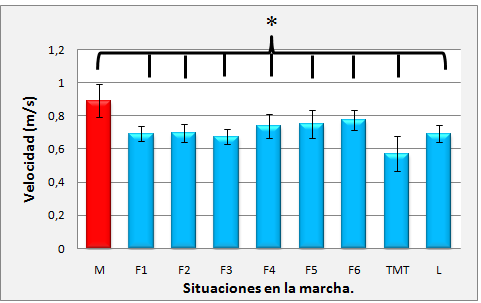 *
1,2
1
0,8
0,6
0,4
0,2
0
Velocidad (m/s)
M F1 F2 F3 F4 F5 F6 TMT L
Situaciones en la marcha.